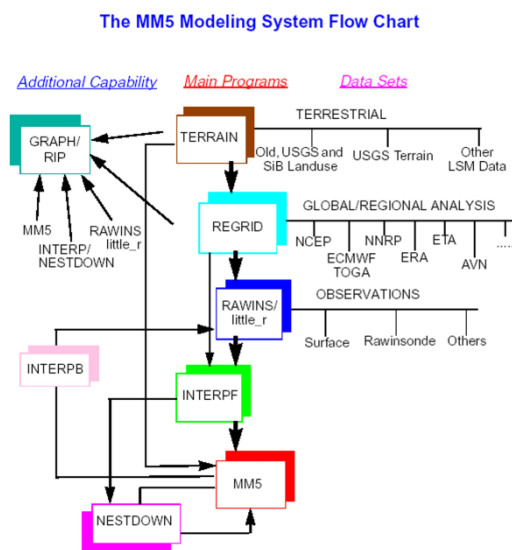 The MM5 Modeling System Flow Chart
Additional Capability
Main Programs
Data Sets
GRAPH/
RIP
MM5
INTERP/
NESTDOWN
RAWINS
little_r
TERRAIN
TERRESTRIAL
Old, USGS and
SiB Landuse
USGS Terrain
Other
LSM Data
REGRID
GLOBAL/REGIONAL ANALYSIS
NCEP
ECMWF
TOGA
NNRP
ERA
ETA
AVN
.....
RAWINS/
little_r
OBSERVATIONS
Surface
Rawinsonde
Others
INTERPB
INTERPF
MM5
NESTDOWN